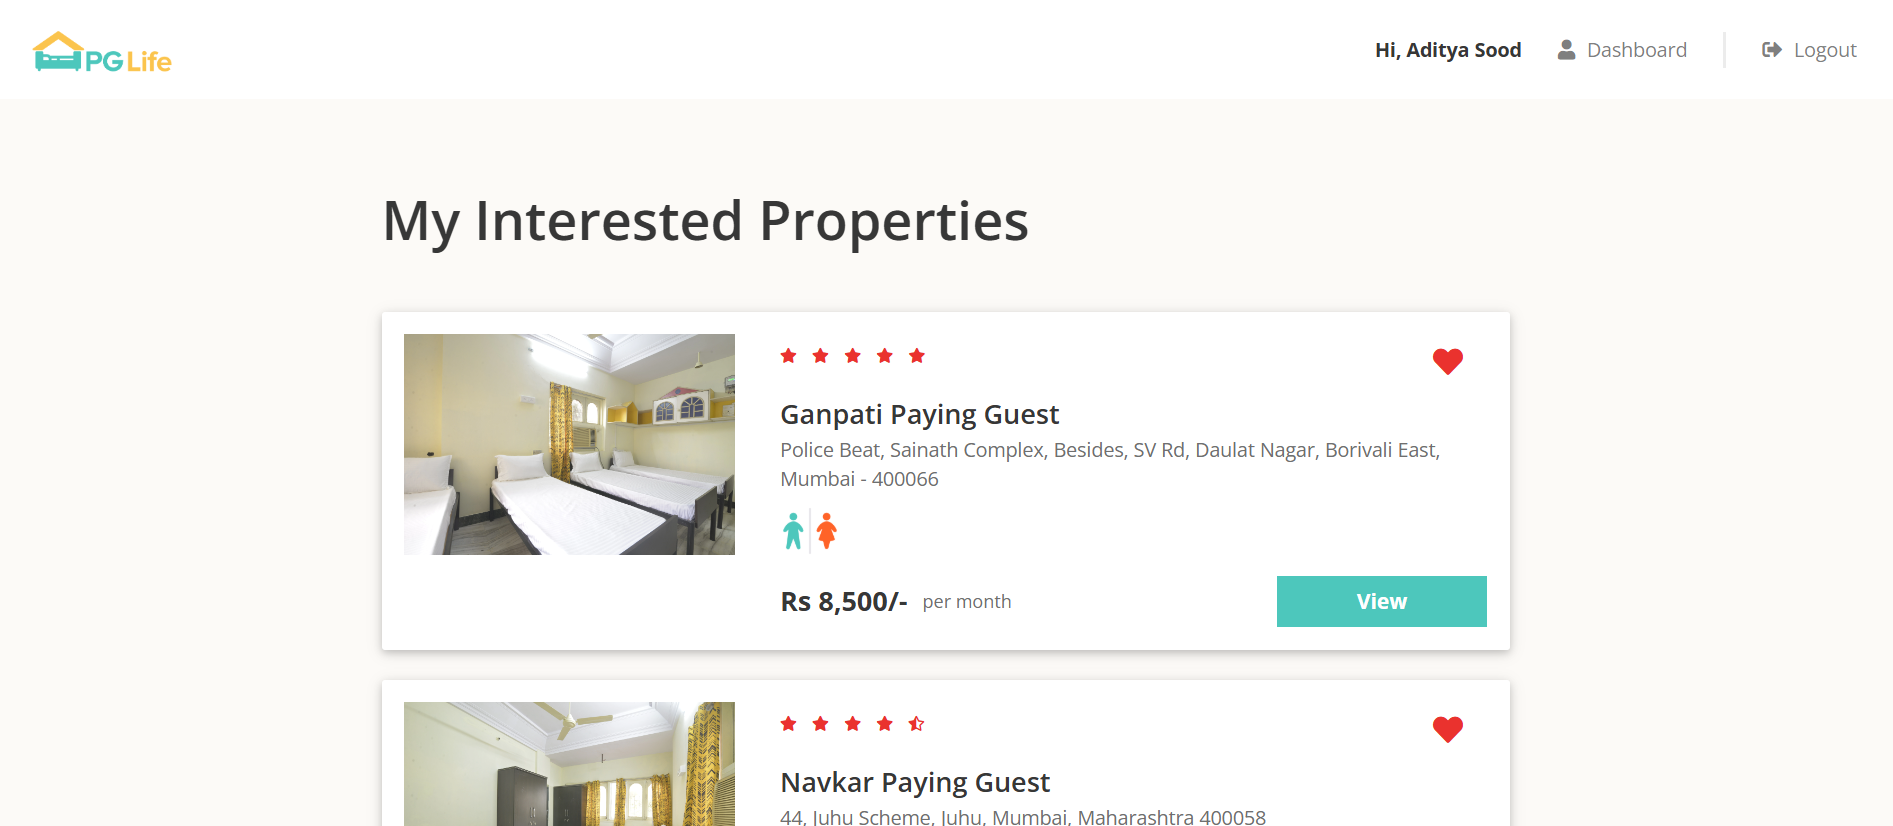 PG Life
Hi, Aditya Sood
Dashboard
Logout
My Interested Properties
Ganpati Paying Guest
Police Beat, Sainath Complex, Besides, SV Rd, Daulat Nagar, Borivali East,
Mumbai - 400066
Rs 8,500/- per month
View
Navkar Paying Guest
44, Juhu Scheme, Juhu, Mumbai, Maharashtra 400058